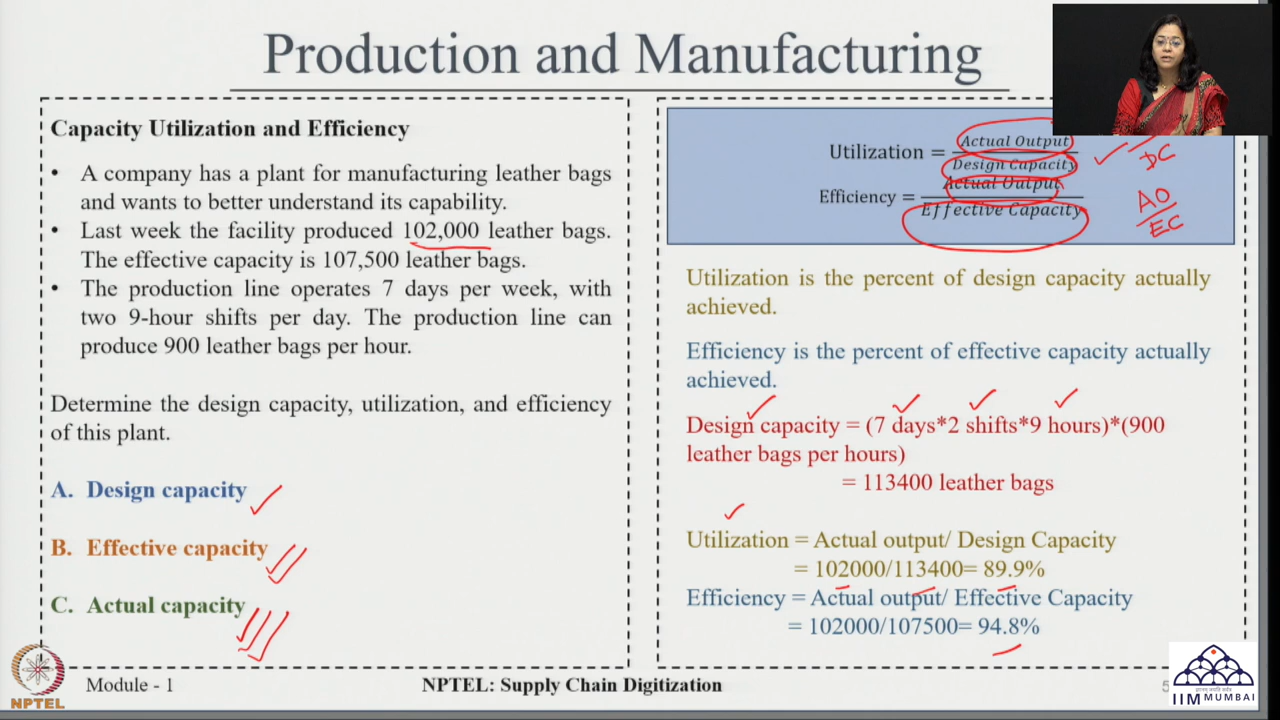 Production and Manufacturing
Capacity Utilization and Efficiency
• A company has a plant for manufacturing leather bags
and wants to better understand its capability.
• Last week the facility produced 102,000 leather bags.
The effective capacity is 107,500 leather bags.
• The production line operates 7 days per week, with
two 9-hour shifts per day. The production line can
produce 900 leather bags per hour.
Determine the design capacity, utilization, and efficiency
of this plant.
A. Design capacity
B. Effective capacity
C. Actual capacity
Utilization = Actual Output
Design Capacity
Efficiency = Actual Output
Effective Capacity
DC
AO
EC
Utilization is the percent of design capacity actually
achieved.
Efficiency is the percent of effective capacity actually
achieved.
Design capacity = (7 days*2 shifts*9 hours)*(900
leather bags per hours)
= 113400 leather bags
Utilization = Actual output/ Design Capacity
= 102000/113400= 89.9%
Efficiency = Actual output/ Effective Capacity
= 102000/107500= 94.8%
NPTEL
Module - 1
NPTEL: Supply Chain Digitization
5
IIM MUMBAI